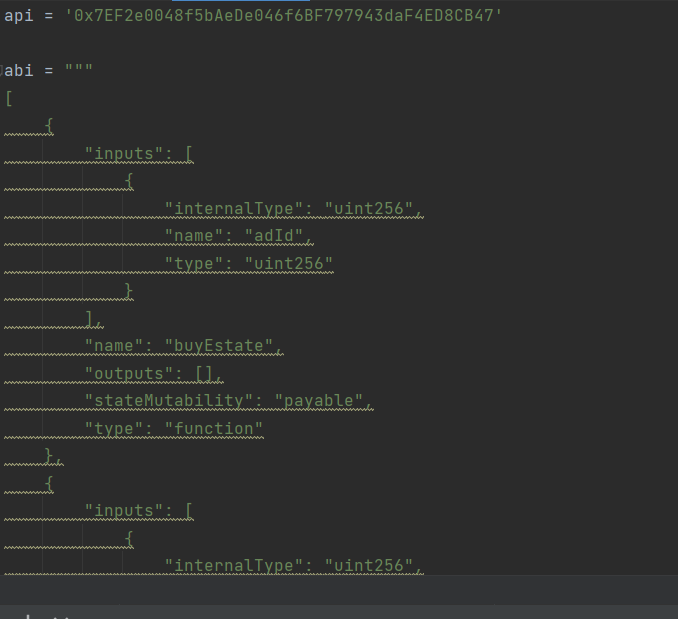 api = '0x7EF2e0048f5bAeDe046f6BF797943daF4ED8CB47'
abi = """
[
    {
        "inputs": [
            {
                "internalType": "uint256",
                "name": "adId",
                "type": "uint256"
            }
        ],
        "name": "buyEstate",
        "outputs": [],
        "stateMutability": "payable",
        "type": "function"
    },
    {
        "inputs": [
            {
                "internalType": "uint256",